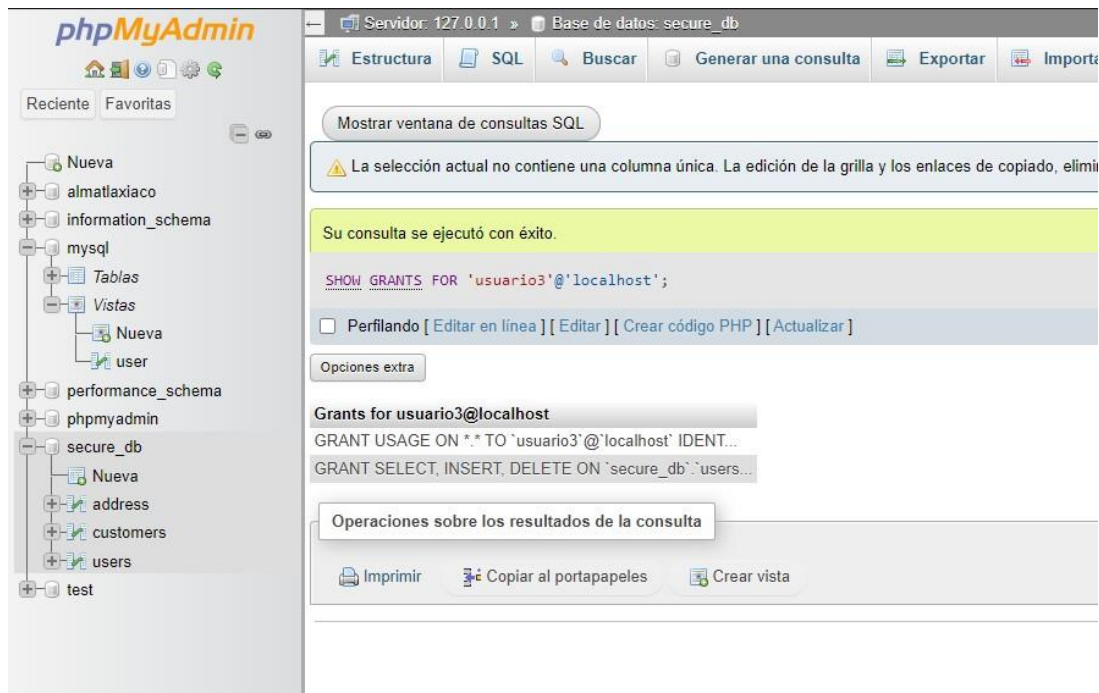 phpMyAdmin
Reciente Favoritas
Nueva
almatlaxiaco
information_schema
mysql
Tablas
Vistas
Nueva
user
performance_schema
phpmyadmin
secure_db
Nueva
address
customers
users
test
Servidor: 127.0.0.1 » Base de datos: secure_db
Estructura SQL Buscar Generar una consulta Exportar Importa
Mostrar ventana de consultas SQL
La selección actual no contiene una columna única. La edición de la grilla y los enlaces de copiado, elimi
Su consulta se ejecutó con éxito.
SHOW GRANTS FOR 'usuario3'@'localhost';
Perfilando [ Editar en línea ] [ Editar ] [ Crear código PHP ] [ Actualizar ]
Opciones extra
Grants for usuario3@localhost
GRANT USAGE ON *.* TO `usuario3`@`localhost` IDENT...
GRANT SELECT, INSERT, DELETE ON `secure_db`.`users...
Operaciones sobre los resultados de la consulta
Imprimir Copiar al portapapeles Crear vista